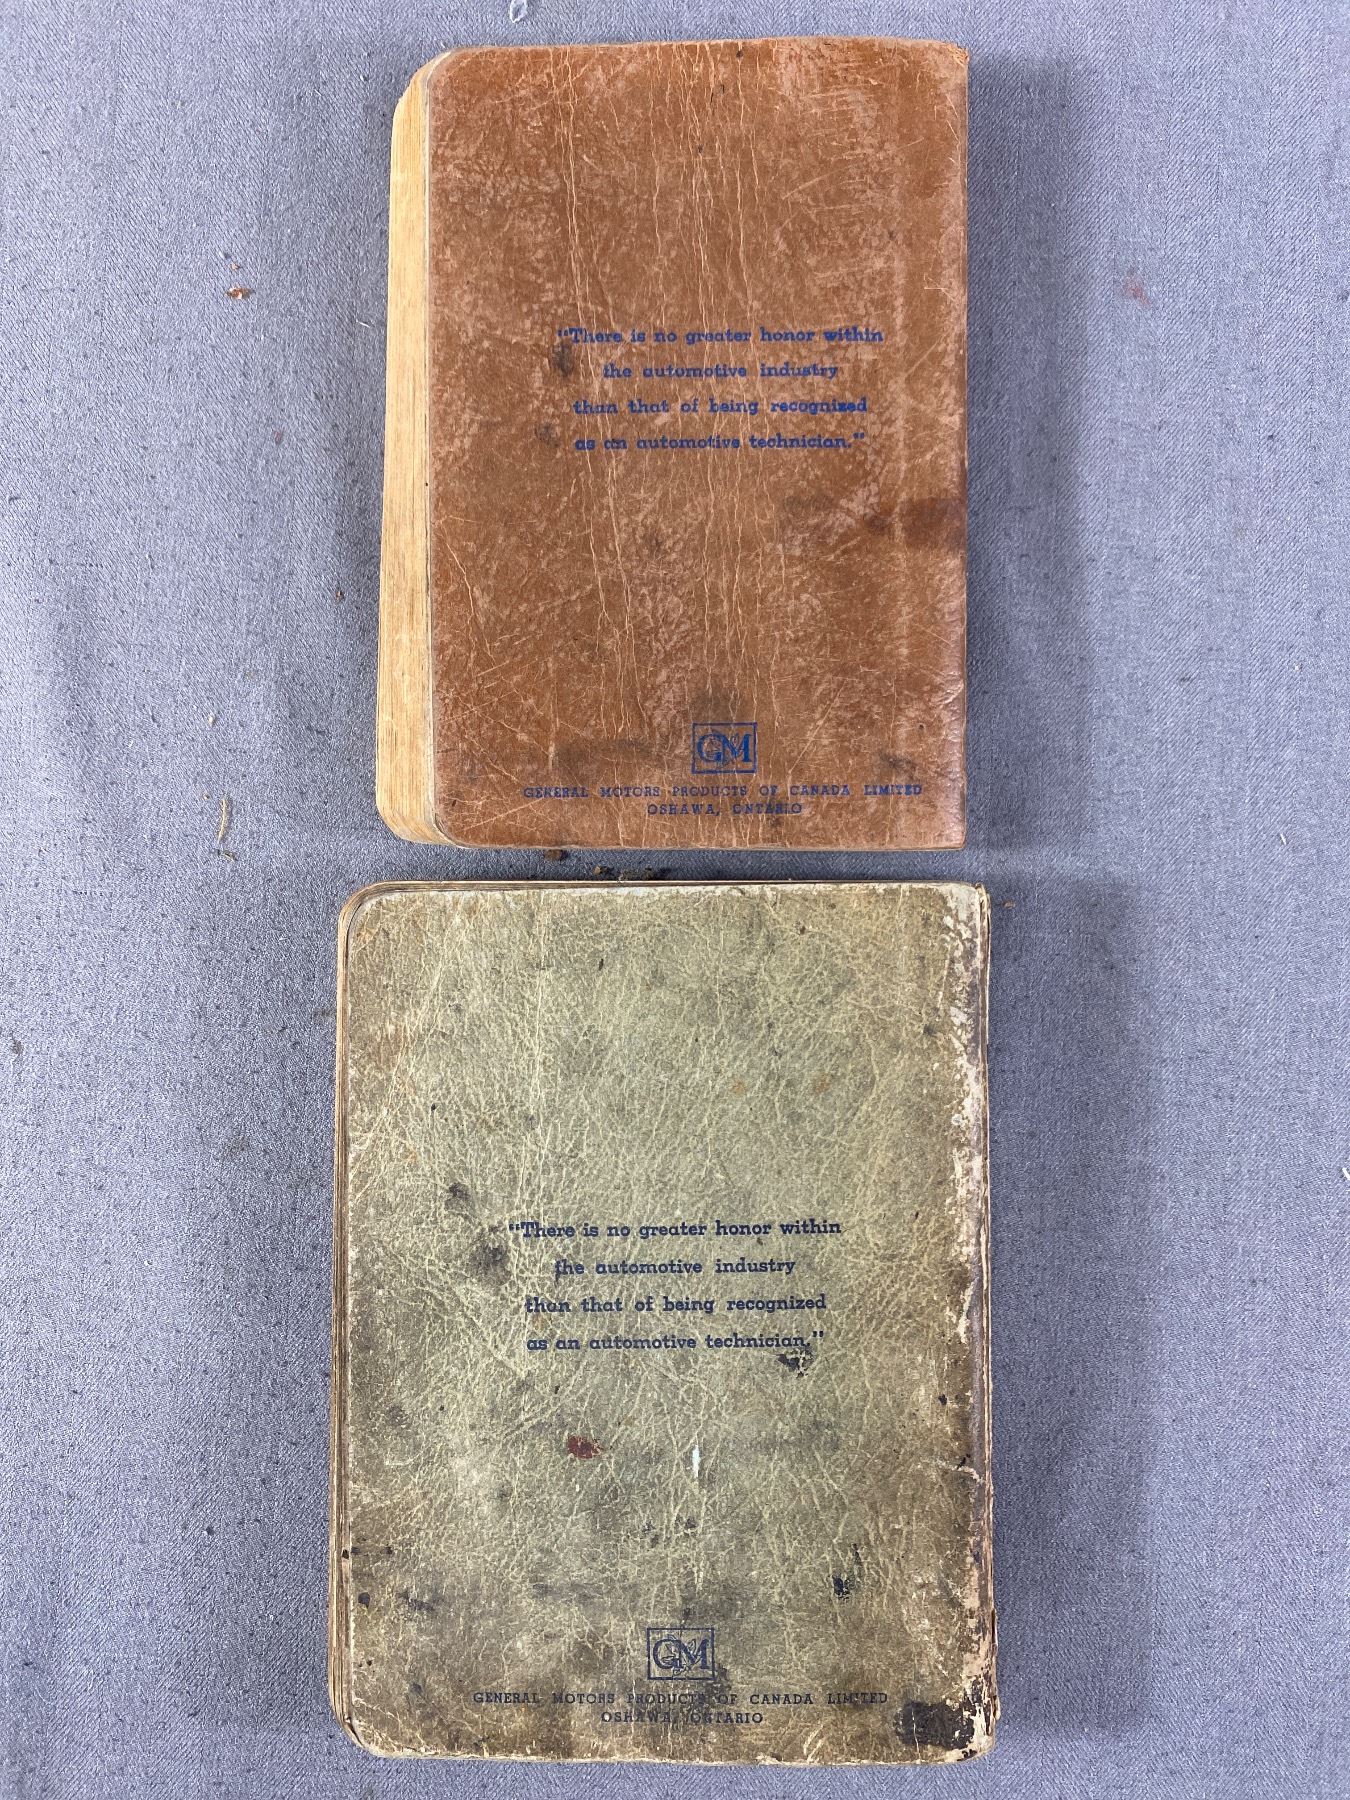 "There is no greater honor within
the automotive industry
than that of being recognized
as an automotive technician."
GM
GENERAL MOTORS PRODUCTS OF CANADA LIMITED
OSHAWA, ONTARIO
"There is no greater honor within
the automotive industry
than that of being recognized
as an automotive technician."
GM
GENERAL MOTORS PRODUCTS OF CANADA LIMITED
OSHAWA, ONTARIO